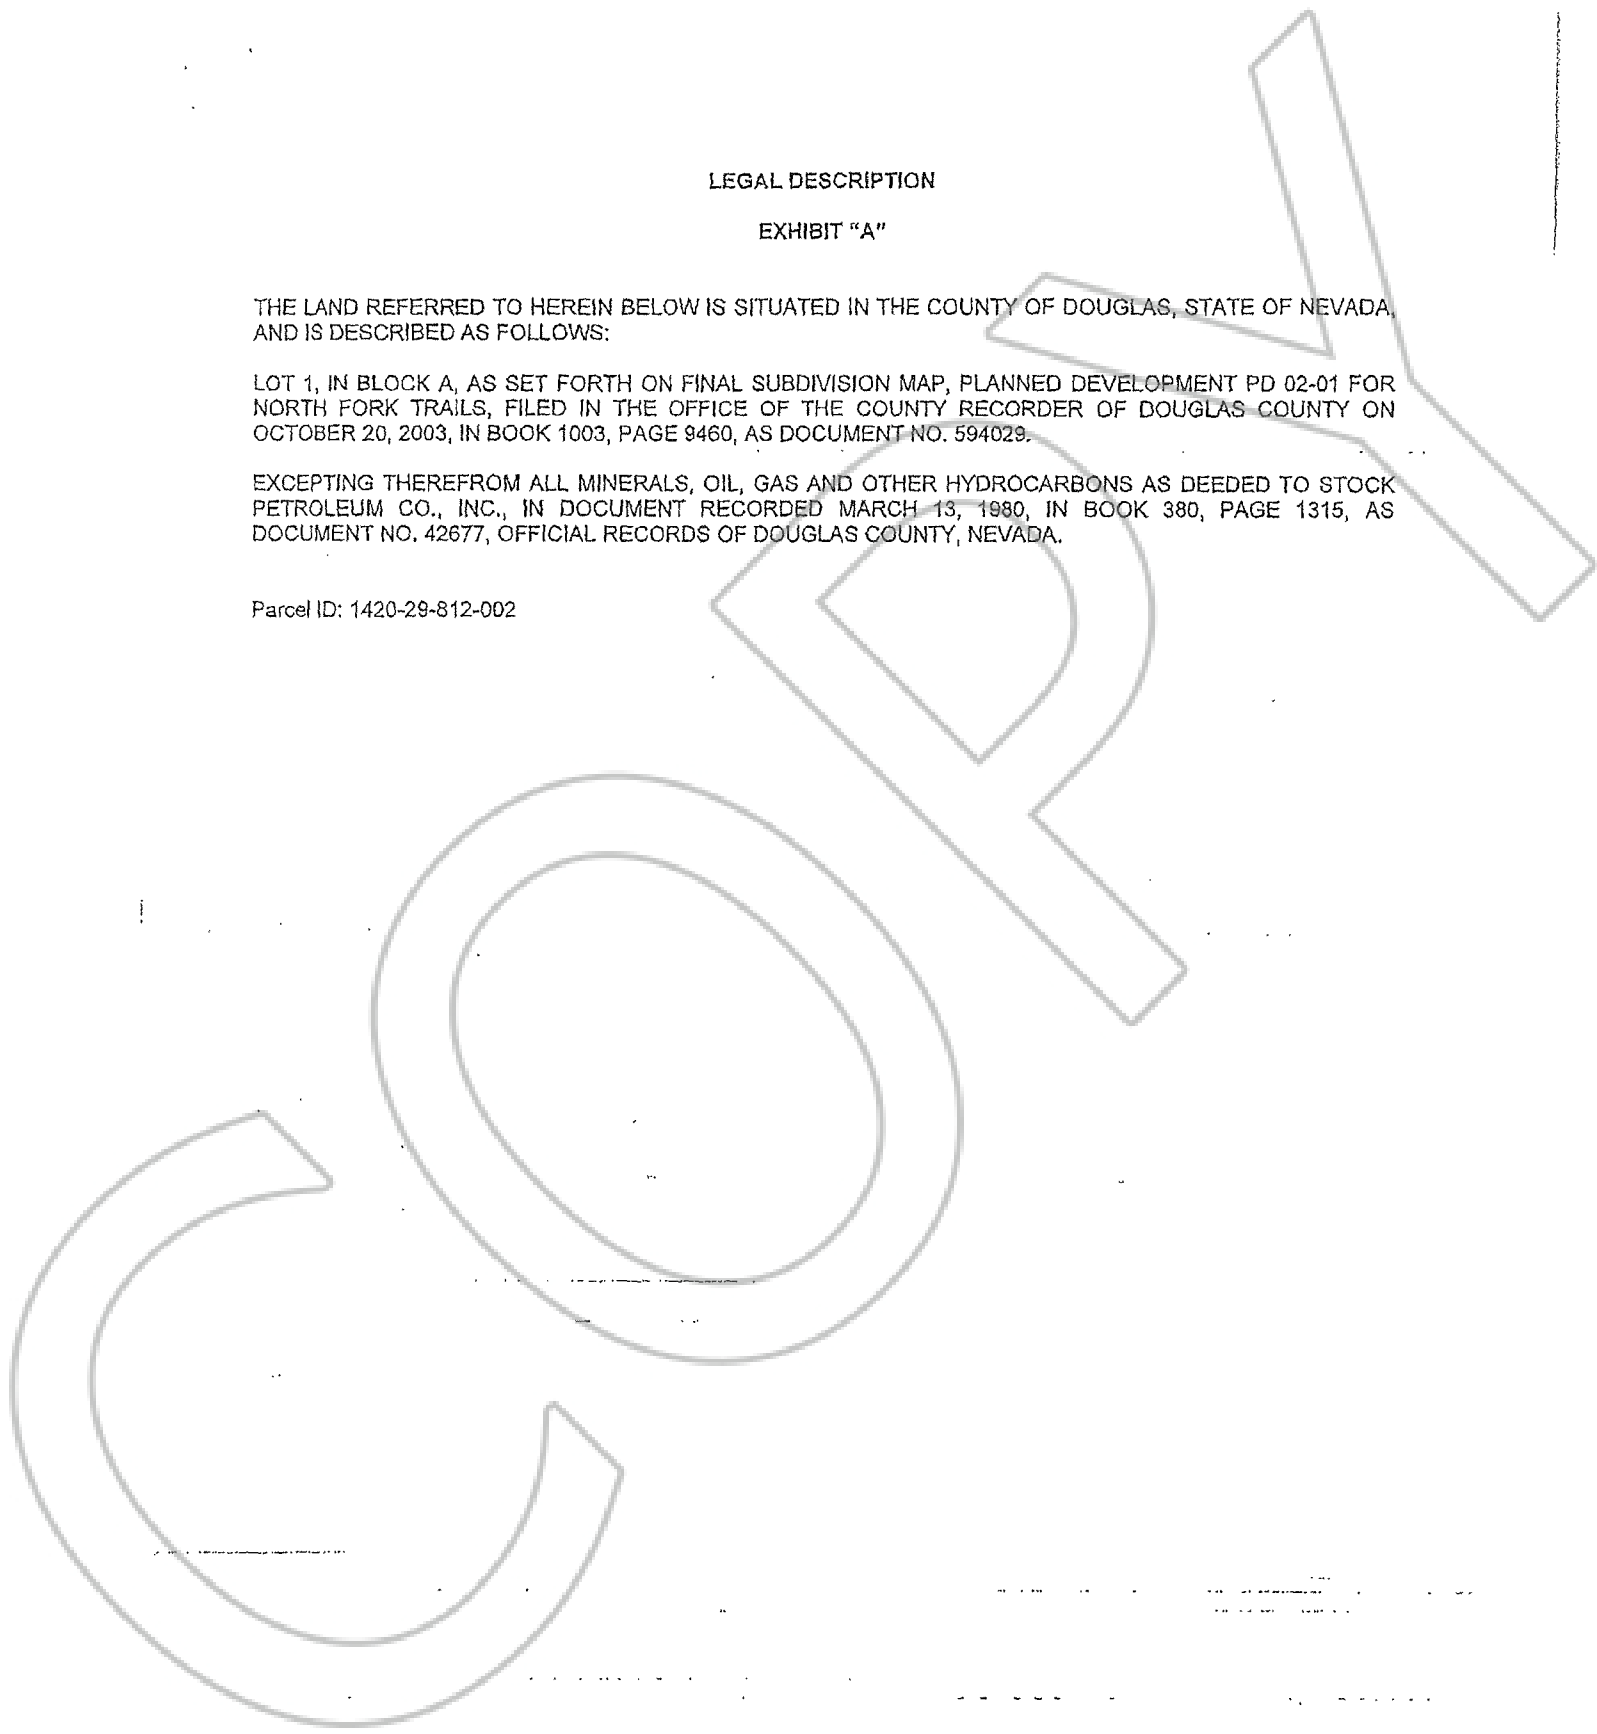 LEGAL DESCRIPTION
EXHIBIT "A"
THE LAND REFERRED TO HEREIN BELOW IS SITUATED IN THE COUNTY OF DOUGLAS, STATE OF NEVADA,
AND IS DESCRIBED AS FOLLOWS:
LOT 1, IN BLOCK A, AS SET FORTH ON FINAL SUBDIVISION MAP, PLANNED DEVELOPMENT PD 02-01 FOR
NORTH FORK TRAILS, FILED IN THE OFFICE OF THE COUNTY RECORDER OF DOUGLAS COUNTY ON
OCTOBER 20, 2003, IN BOOK 1003, PAGE 9460, AS DOCUMENT NO. 594029.
EXCEPTING THEREFROM ALL MINERALS, OIL, GAS AND OTHER HYDROCARBONS AS DEEDED TO STOCK
PETROLEUM CO., INC., IN DOCUMENT RECORDED MARCH 13, 1980, IN BOOK 380, PAGE 1315, AS
DOCUMENT NO. 42677, OFFICIAL RECORDS OF DOUGLAS COUNTY, NEVADA.
Parcel ID: 1420-29-812-002
COPY